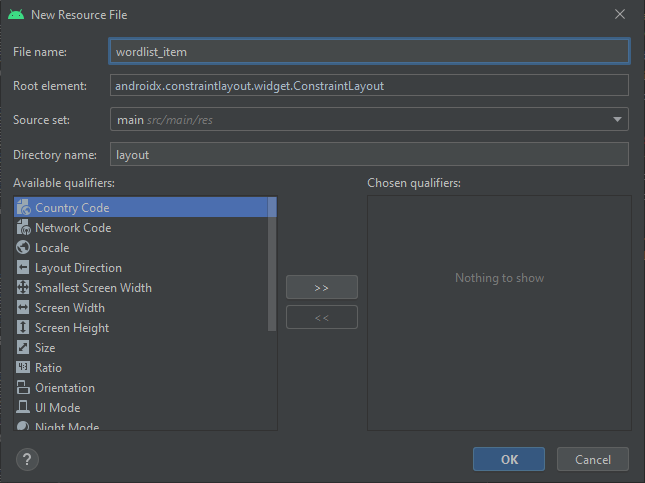 New Resource File
File name: wordlist_item
Root element: androidx.constraintlayout.widget.ConstraintLayout
Source set: main src/main/res
Directory name: layout
Available qualifiers:
Chosen qualifiers:
Country Code
Network Code
Locale
Layout Direction
Smallest Screen Width
Screen Width
Screen Height
Size
Ratio
Orientation
UI Mode
Night Mode
>>
<<
Nothing to show
?
OK
Cancel